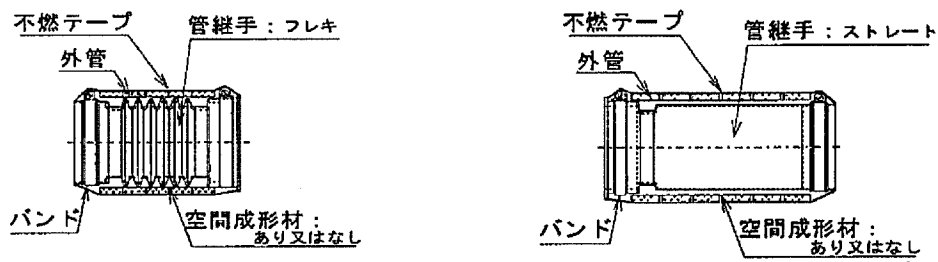 不燃テープ
管継手：フレキ
外管
バンド
空間成形材：
あり又はなし
不燃テープ
管継手：ストレート
外管
バンド
空間成形材：
あり又はなし